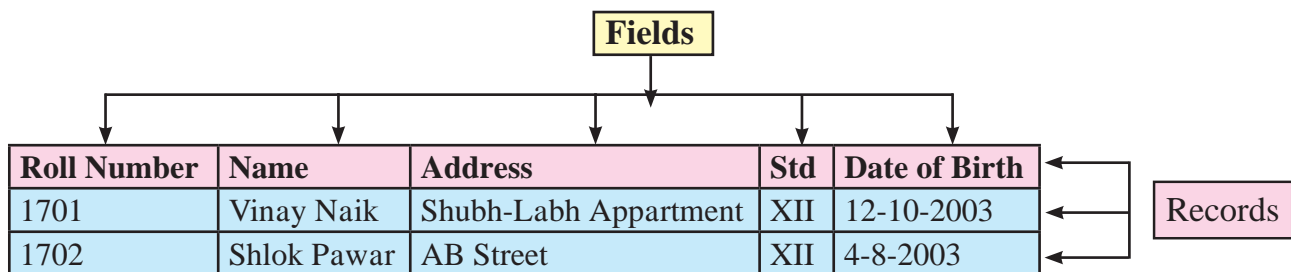 Fields
Roll Number Name Address Std Date of Birth
1701 Vinay Naik Shubh-Labh Appartment XII 12-10-2003
Records
1702 Shlok Pawar AB Street XII 4-8-2003